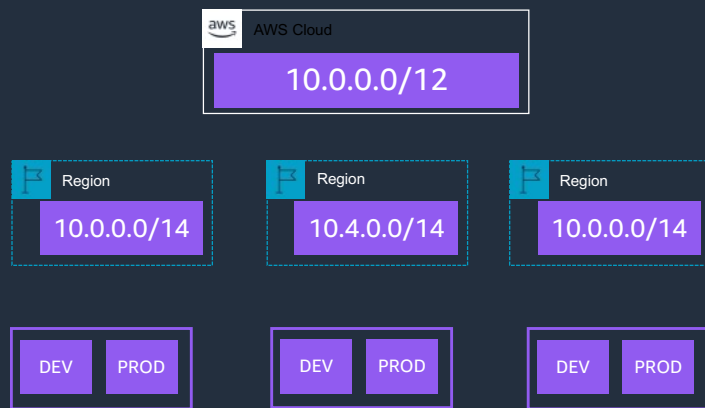 aws
AWS Cloud
10.0.0.0/12
Region
10.0.0.0/14
Region
10.4.0.0/14
Region
10.0.0.0/14
DEV
PROD
DEV
PROD
DEV
PROD